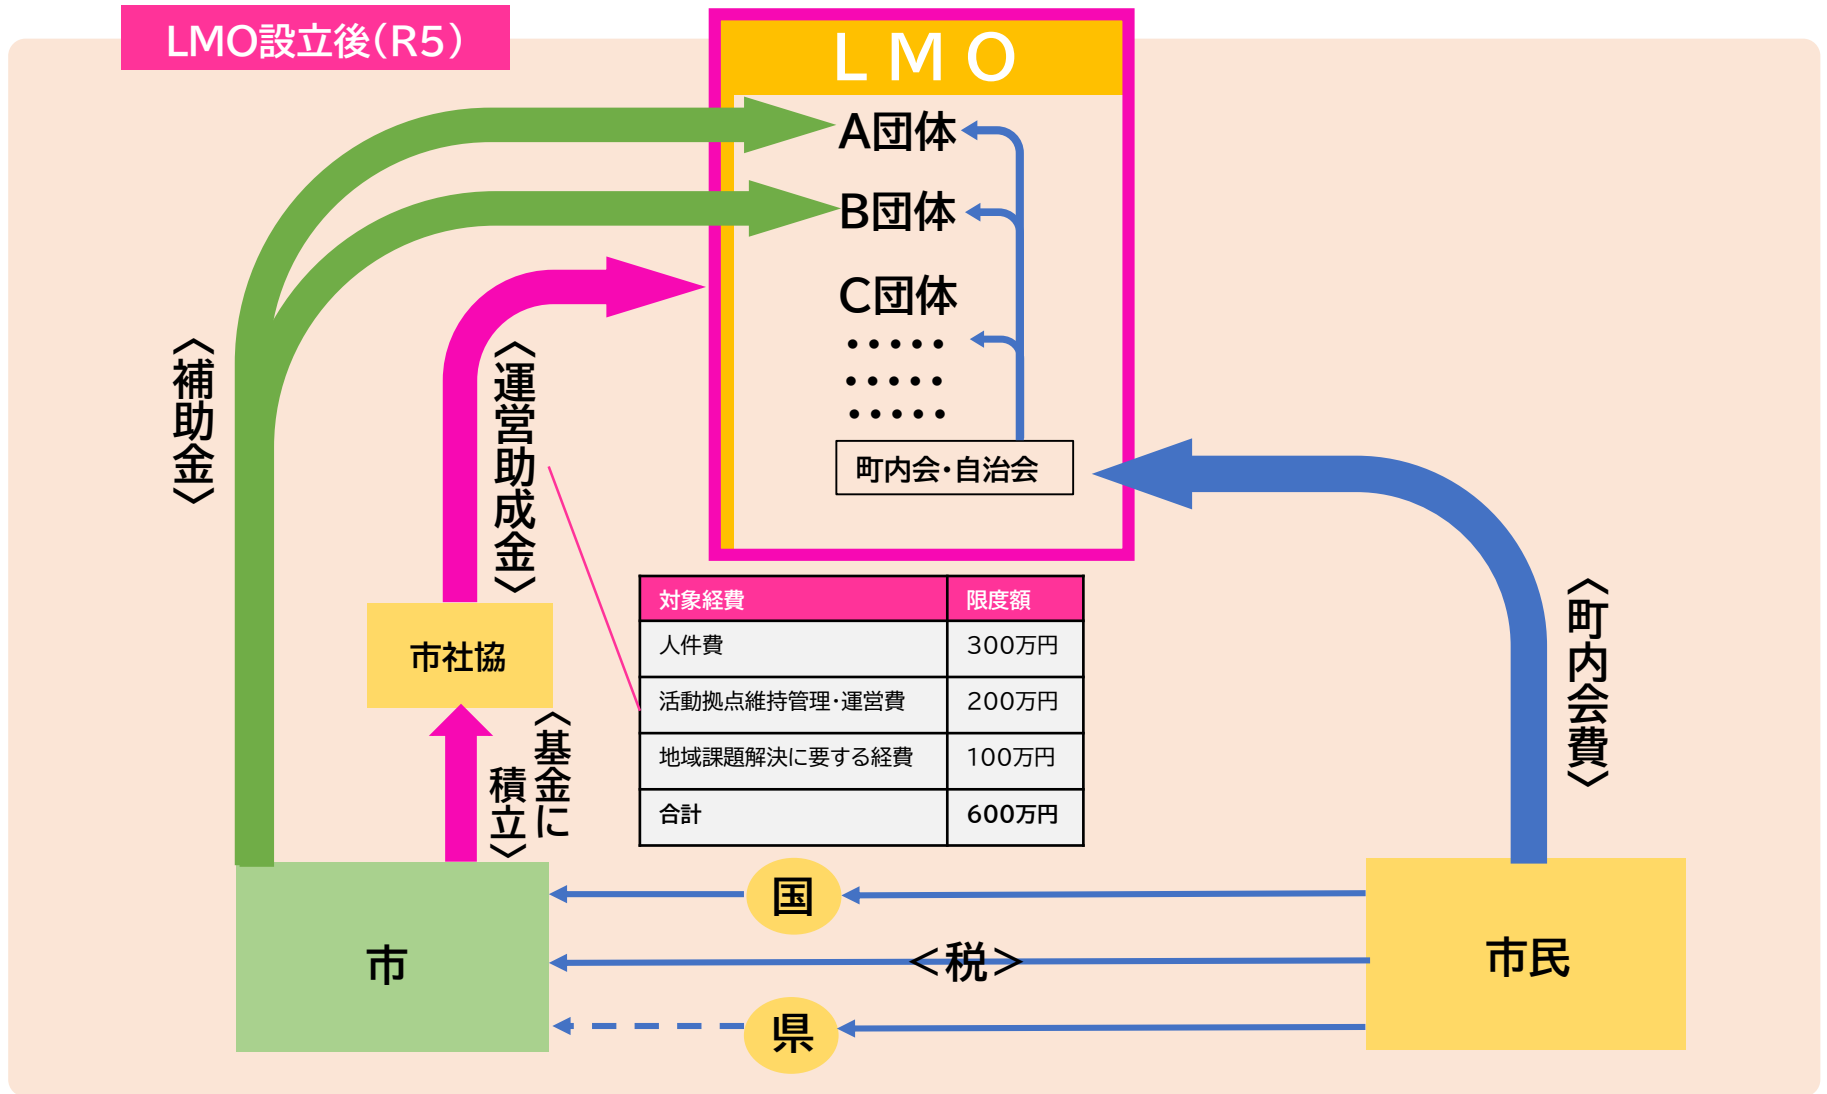 LMO設立後（R5）
ＬＭＯ
A団体
B団体
C団体
・・・・・
・・・・・
・・・・・
町内会・自治会
〈補助金〉
〈運営助成金〉
市社協
〈基金に
積立〉
対象経費 限度額
人件費 300万円
活動拠点維持管理・運営費 200万円
地域課題解決に要する経費 100万円
合計 600万円
〈町内会費〉
国
市
＜税＞
市民
県